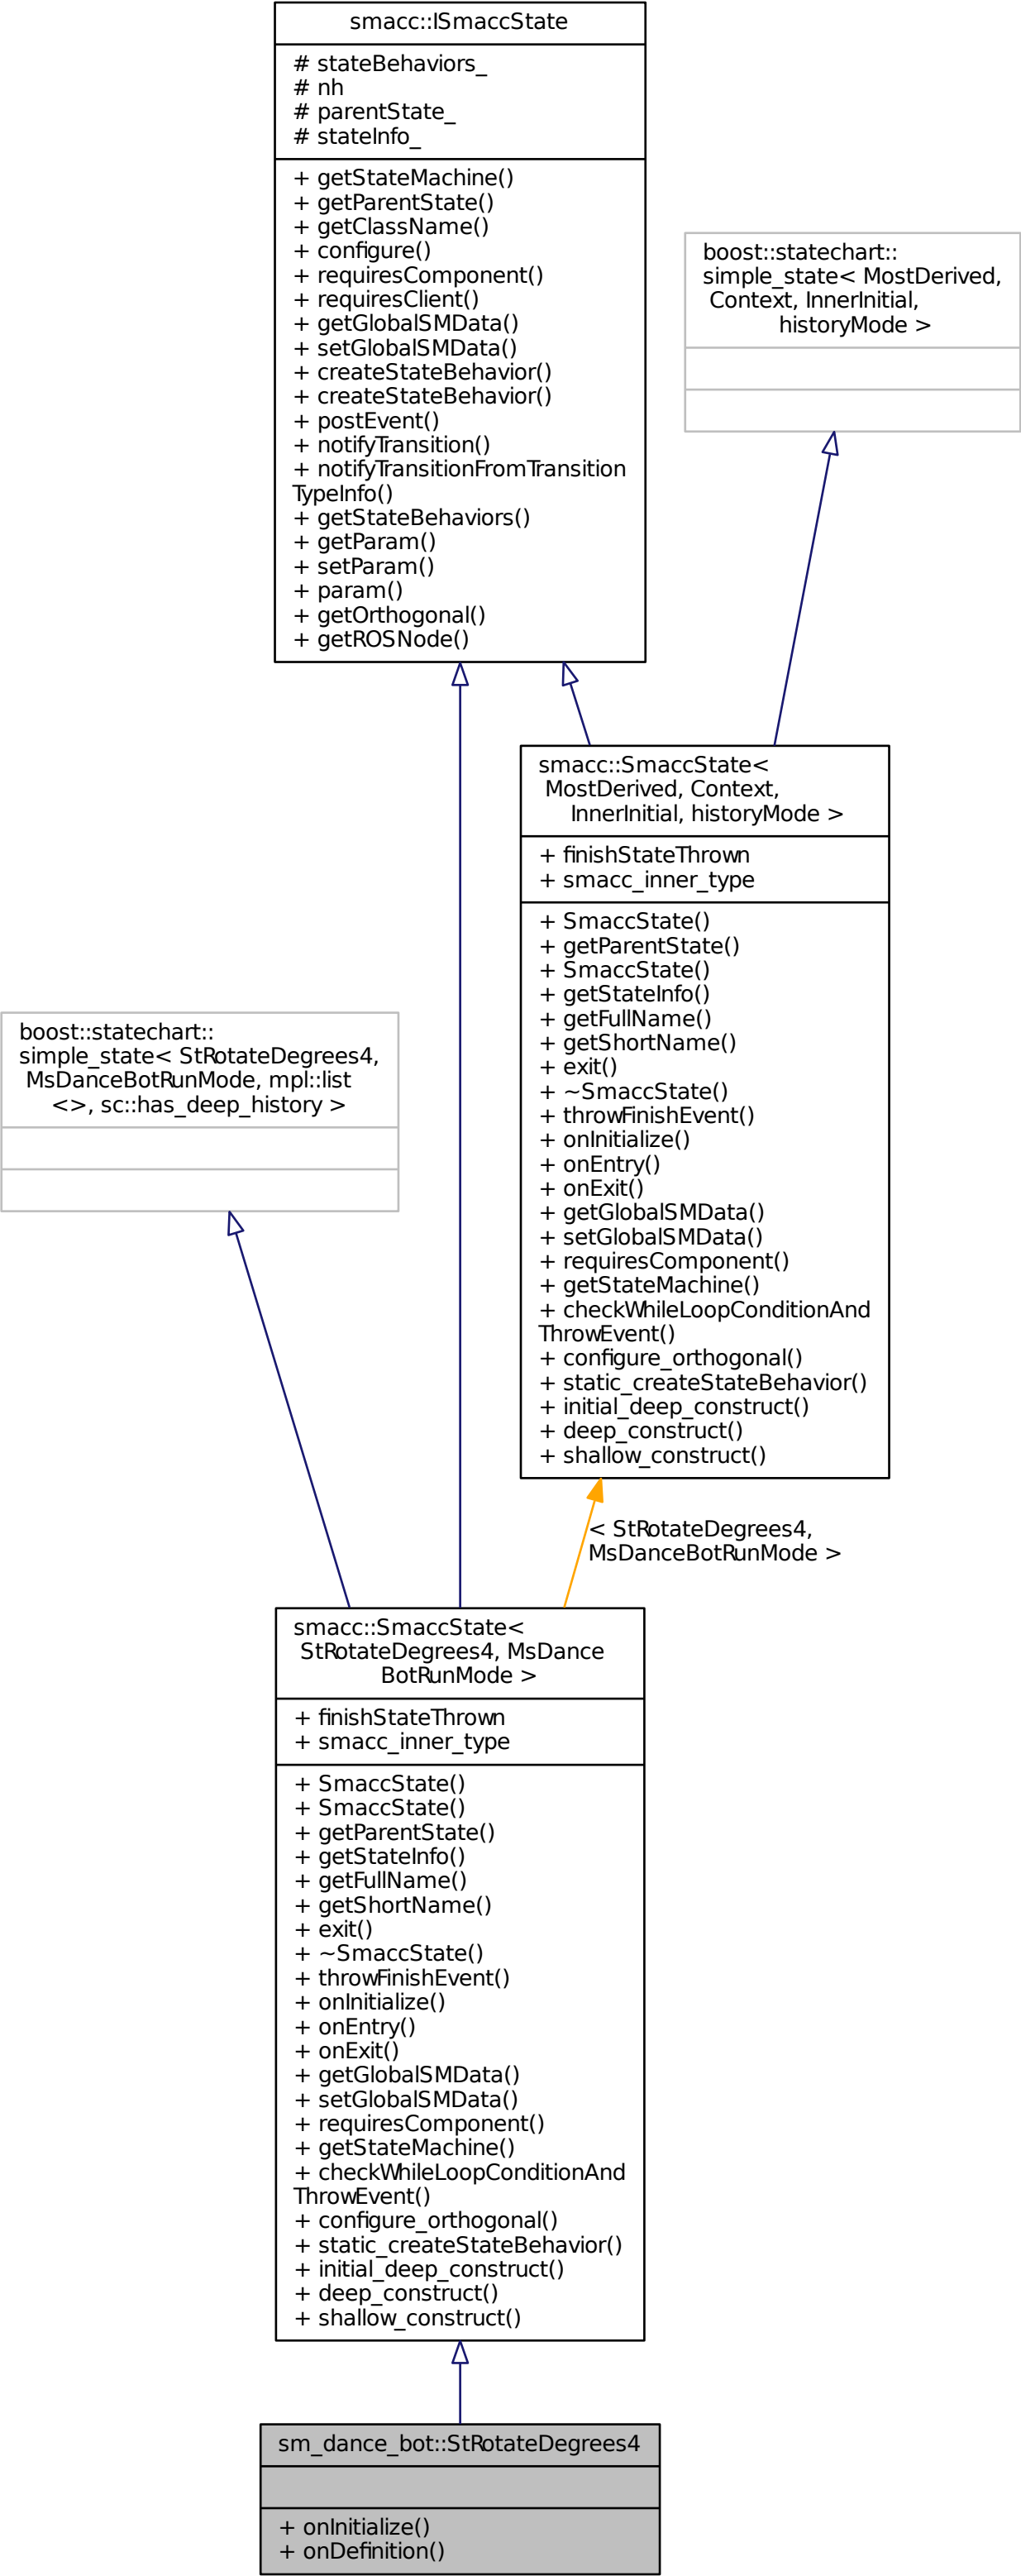 smacc::ISmaccState
# stateBehaviors_
# nh
# parentState_
# stateInfo_
+ getStateMachine()
+ getParentState()
+ getClassName()
+ configure()
+ requiresComponent()
+ requiresClient()
+ getGlobalSMData()
+ setGlobalSMData()
+ createStateBehavior()
+ createStateBehavior()
+ postEvent()
+ notifyTransition()
+ notifyTransitionFromTransition
TypeInfo()
+ getStateBehaviors()
+ getParam()
+ setParam()
+ param()
+ getOrthogonal()
+ getROSNode()
boost::statechart::
simple_state< MostDerived,
Context, InnerInitial,
historyMode >
smacc::SmaccState<
MostDerived, Context,
InnerInitial, historyMode >
+ finishStateThrown
+ smacc_inner_type
+ SmaccState()
+ getParentState()
+ SmaccState()
+ getStateInfo()
+ getFullName()
+ getShortName()
+ exit()
+ ~SmaccState()
+ throwFinishEvent()
+ onInitialize()
+ onEntry()
+ onExit()
+ getGlobalSMData()
+ setGlobalSMData()
+ requiresComponent()
+ getStateMachine()
+ checkWhileLoopConditionAnd
ThrowEvent()
+ configure_orthogonal()
+ static_createStateBehavior()
+ initial_deep_construct()
+ deep_construct()
+ shallow_construct()
boost::statechart::
simple_state< StRotateDegrees4,
MsDanceBotRunMode, mpl::list
<>, sc::has_deep_history >
< StRotateDegrees4,
MsDanceBotRunMode >
smacc::SmaccState<
StRotateDegrees4, MsDance
BotRunMode >
+ finishStateThrown
+ smacc_inner_type
+ SmaccState()
+ SmaccState()
+ getParentState()
+ getStateInfo()
+ getFullName()
+ getShortName()
+ exit()
+ ~SmaccState()
+ throwFinishEvent()
+ onInitialize()
+ onEntry()
+ onExit()
+ getGlobalSMData()
+ setGlobalSMData()
+ requiresComponent()
+ getStateMachine()
+ checkWhileLoopConditionAnd
ThrowEvent()
+ configure_orthogonal()
+ static_createStateBehavior()
+ initial_deep_construct()
+ deep_construct()
+ shallow_construct()
sm_dance_bot::StRotateDegrees4
+ onInitialize()
+ onDefinition()